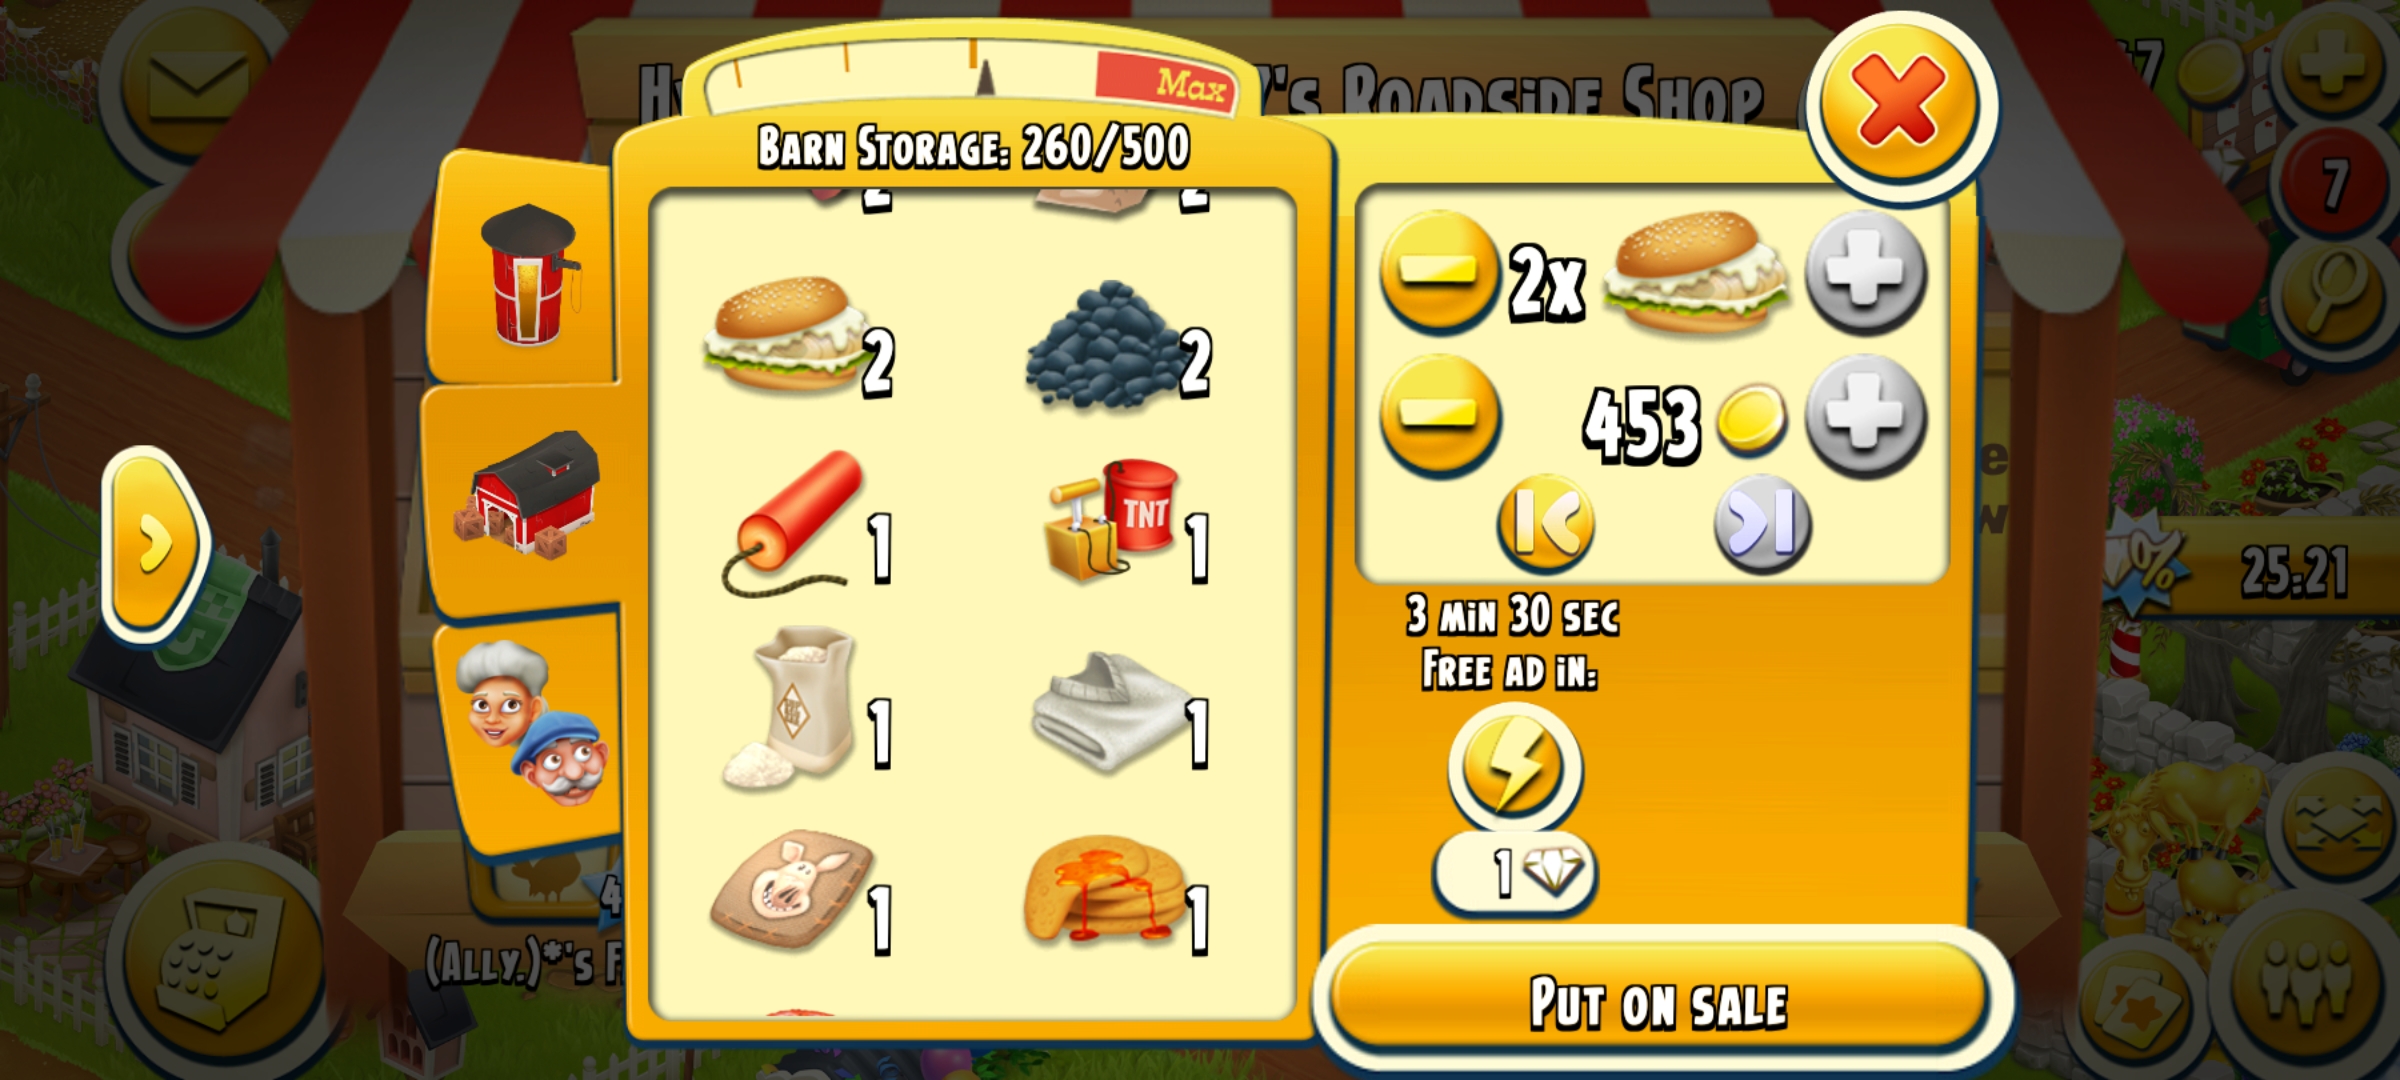 's Roadside Shop
Max
Barn Storage: 260/500
2
2
2
2
1
TNT
1
1
1
1
1
2x
453
3 min 30 sec
Free ad in:
1
Put on sale
7
25:21
(Ally.)*'s